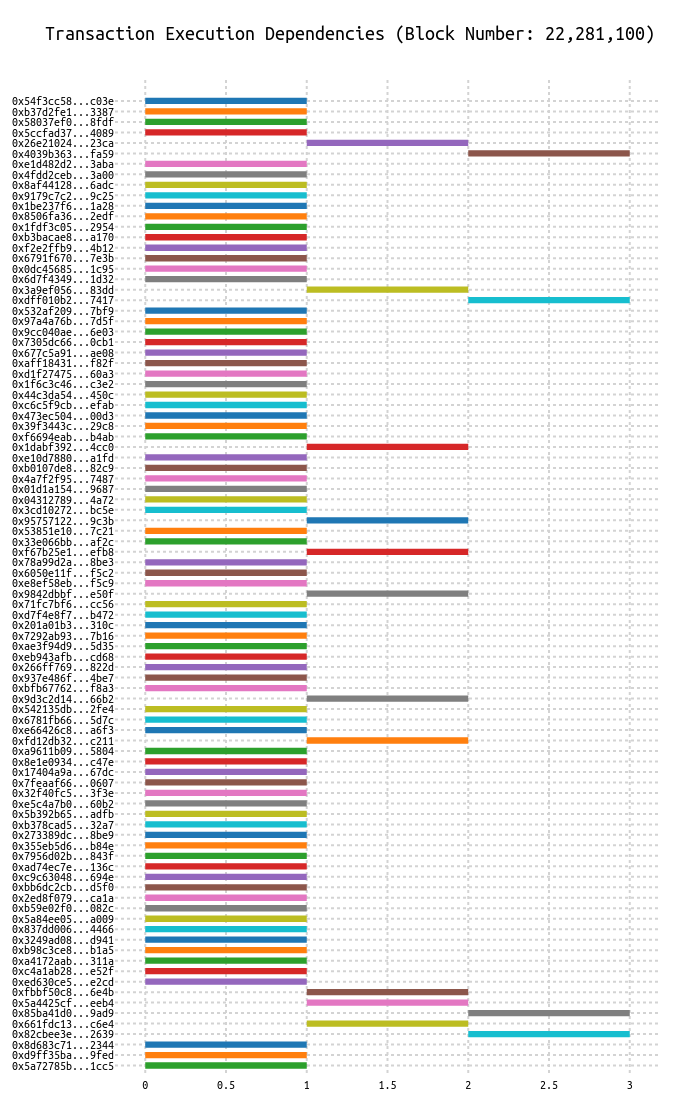 Transaction Execution Dependencies (Block Number: 22,281,100)
0x54f3cc58...c03e
0xb37d2fe1...3387
0x58037ef0...8fdf
0x5ccfad37...4089
0x26e21024...23ca
0x4039b363...fa59
0xe1d482d2...3aba
0x4fdd2ceb...3a00
0x8af44128...6adc
0x9179c7c2...9c25
0x1be237f6...1a28
0x8506fa36...2edf
0x1fdf3c05...2954
0xb3bacae8...a170
0xf2e2ffb9...4b12
0x6791f670...7e3b
0x0dc45685...1c95
0x6d7f4349...1d32
0x3a9ef056...83dd
0xdff010b2...7417
0x532af209...7bf9
0x97a4a76b...7d5f
0x9cc040ae...6e03
0x7305dc66...0cb1
0x677c5a91...ae08
0xaff18431...f82f
0xd1f27475...60a3
0x1f6c3c46...c3e2
0x44c3da54...450c
0xc6c5f9cb...efab
0x473ec504...00d3
0x39f3443c...29c8
0xf6694eab...b4ab
0x1dabf392...4cc0
0xe10d7880...a1fd
0xb0107de8...82c9
0x4a7f2f95...7487
0x01d1a154...9687
0x04312789...4a72
0x3cd10272...bc5e
0x95757122...9c3b
0x53851e10...7c21
0x33e066bb...af2c
0xf67b25e1...efb8
0x78a99d2a...8be3
0x6050e11f...f5c2
0xe8ef58eb...f5c9
0x9842dbbf...e50f
0x71fc7bf6...cc56
0xd7f4e8f7...b472
0x201a01b3...310c
0x7292ab93...7b16
0xae3f94d9...5d35
0xeb943afb...cd68
0x266ff769...822d
0x937e486f...4be7
0xbfb67762...f8a3
0x9d3c2d14...66b2
0x542135db...2fe4
0x6781fb66...5d7c
0xe66426c8...a6f3
0xfd12db32...c211
0xa9611b09...5804
0x8e1e0934...c47e
0x17404a9a...67dc
0x7feaaf66...0607
0x32f40fc5...3f3e
0xe5c4a7b0...60b2
0x5b392b65...adfb
0xb378cad5...32a7
0x273389dc...8be9
0x355eb5d6...b84e
0x7956d02b...843f
0xad74ec7e...136c
0xc9c63048...694e
0xbb6dc2cb...d5f0
0x2ed8f079...ca1a
0xb59e02f0...082c
0x5a84ee05...a009
0x837dd006...4466
0x3249ad08...d941
0xb98c3ce8...b1a5
0xa4172aab...311a
0xc4a1ab28...e52f
0xed630ce5...e2cd
0xfbbf50c8...6e4b
0x5a4425cf...eeb4
0x85ba41d0...9ad9
0x661fdc13...c6e4
0x82cbee3e...2639
0x8d683c71...2344
0xd9ff35ba...9fed
0x5a72785b...1cc5
0 0.5 1 1.5 2 2.5 3